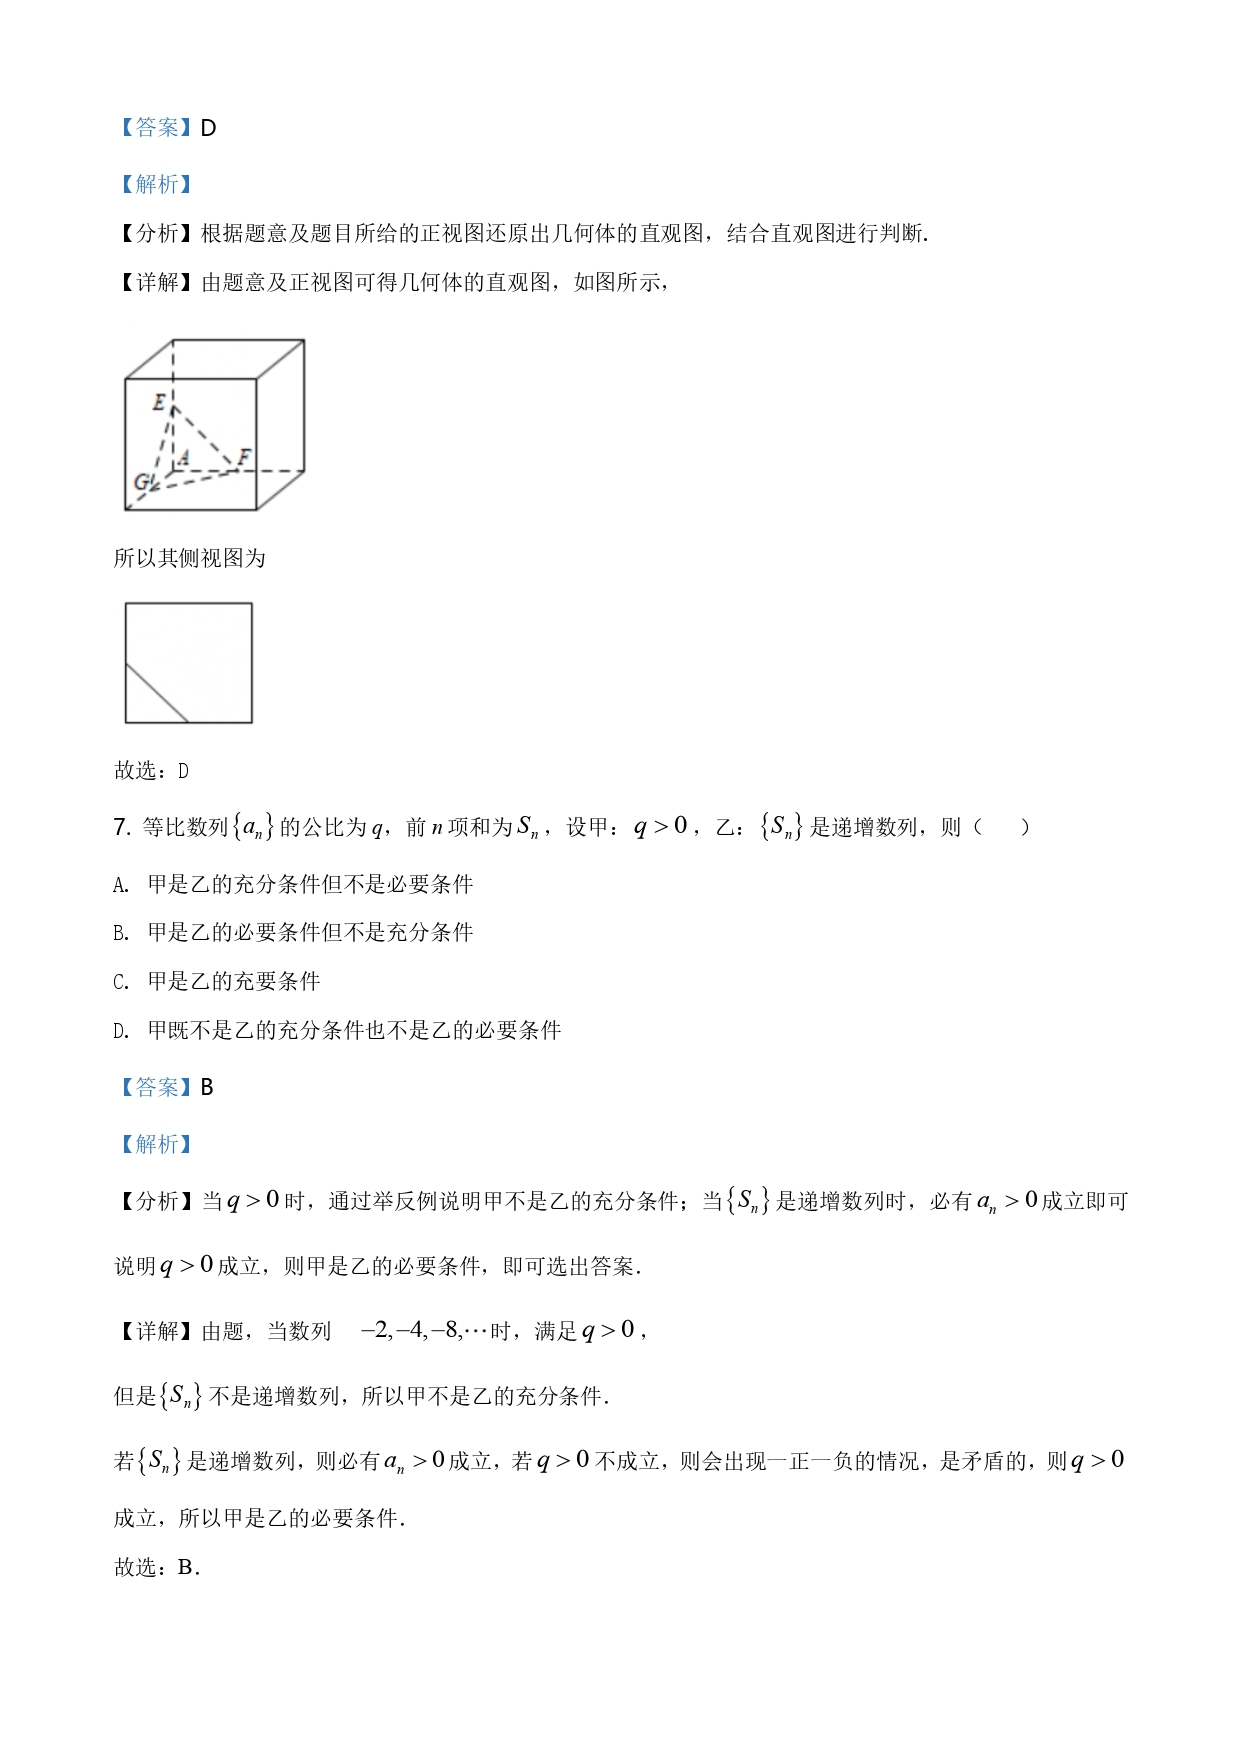 【答案】D
【解析】
【分析】根据题意及题目所给的正视图还原出几何体的直观图，结合直观图进行判断.
【详解】由题意及正视图可得几何体的直观图，如图所示，
E
A
F
G
所以其侧视图为
故选：D
7. 等比数列{aₙ}的公比为 q，前 n 项和为 Sₙ，设甲：q > 0，乙：{Sₙ}是递增数列，则（　）
A. 甲是乙的充分条件但不是必要条件
B. 甲是乙的必要条件但不是充分条件
C. 甲是乙的充要条件
D. 甲既不是乙的充分条件也不是乙的必要条件
【答案】B
【解析】
【分析】当 q > 0 时，通过举反例说明甲不是乙的充分条件；当{Sₙ}是递增数列时，必有 aₙ > 0 成立即可
说明 q > 0 成立，则甲是乙的必要条件，即可选出答案．
【详解】由题，当数列 −2,−4,−8,⋯时，满足 q > 0，
但是{Sₙ}不是递增数列，所以甲不是乙的充分条件．
若{Sₙ}是递增数列，则必有 aₙ > 0 成立，若 q > 0 不成立，则会出现一正一负的情况，是矛盾的，则 q > 0
成立，所以甲是乙的必要条件．
故选：B．